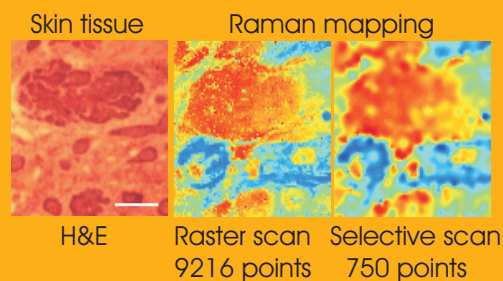 Skin tissue
Raman mapping
H&E
Raster scan
9216 points
Selective scan
750 points